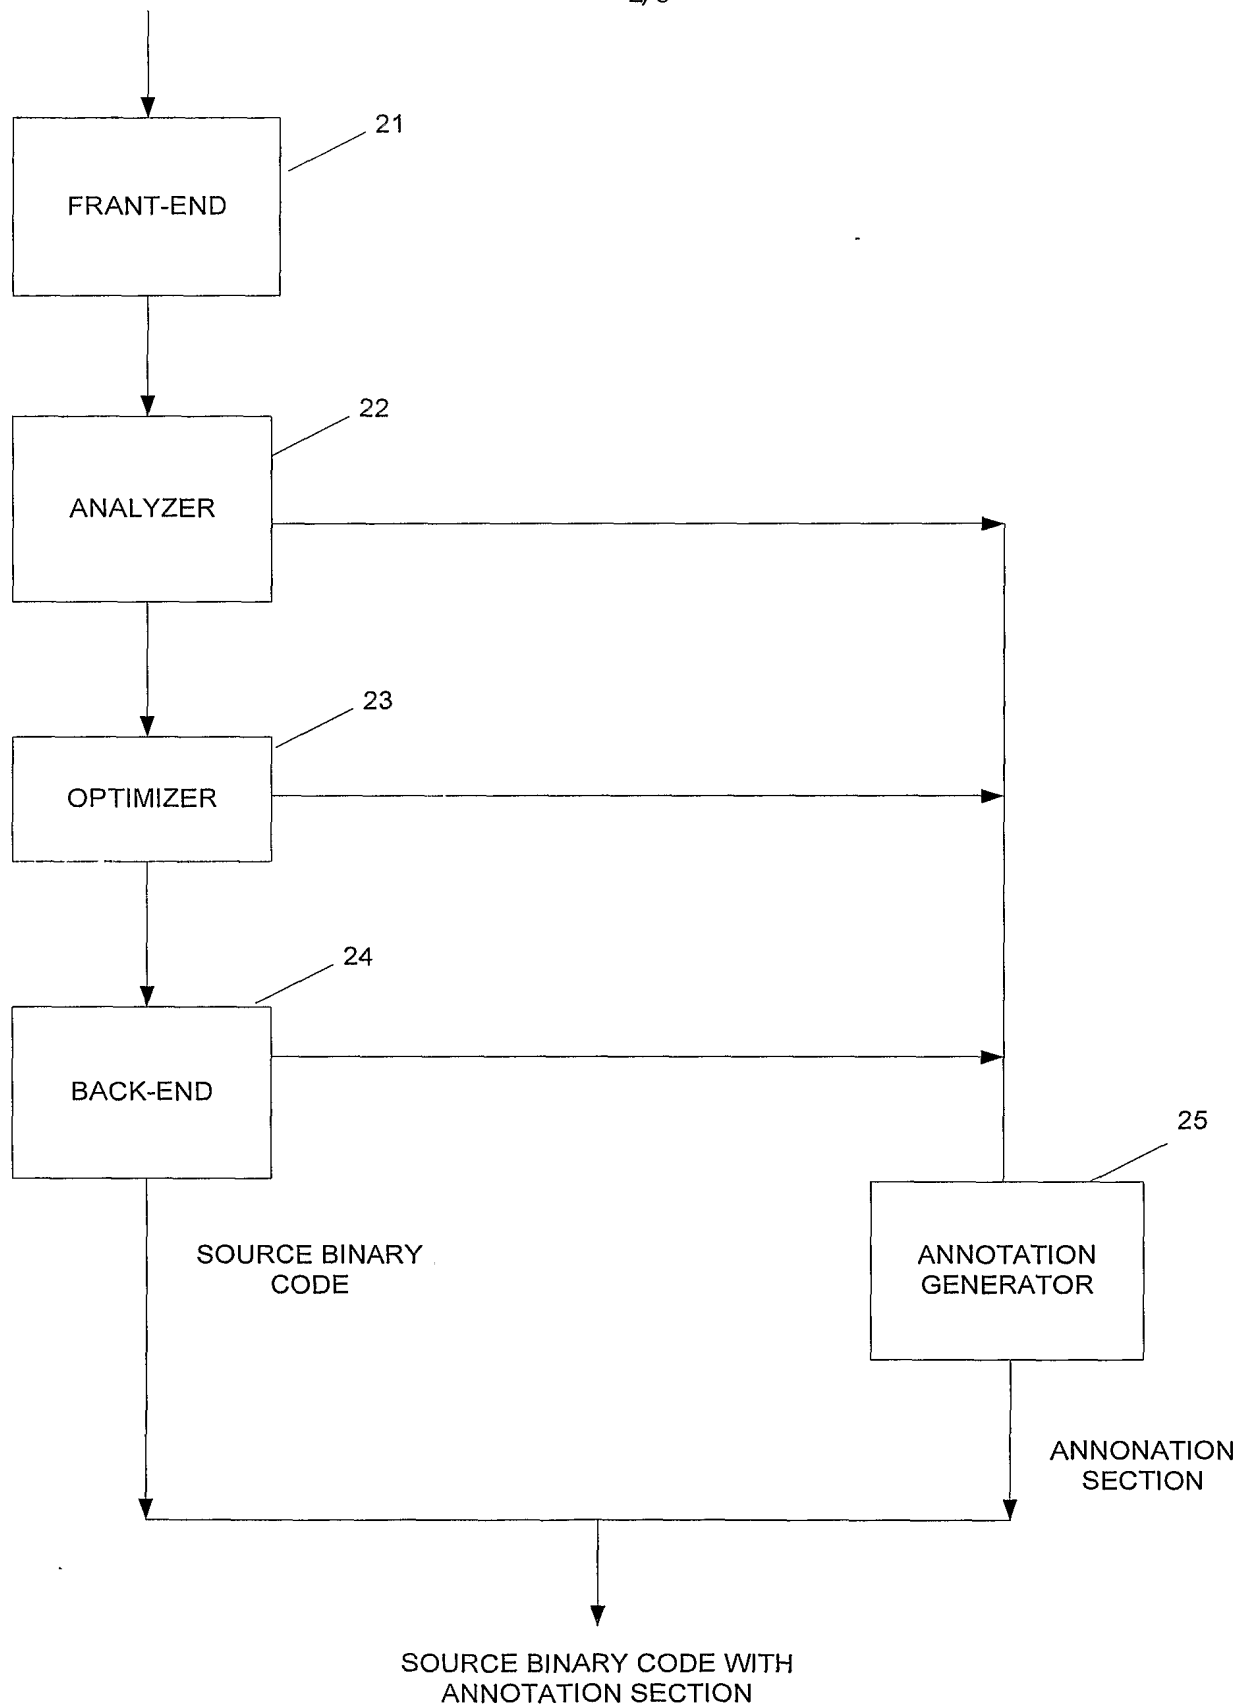 21
FRANT-END
22
ANALYZER
23
OPTIMIZER
24
BACK-END
25
SOURCE BINARY
CODE
ANNOTATION
GENERATOR
ANNONATION
SECTION
SOURCE BINARY CODE WITH
ANNOTATION SECTION